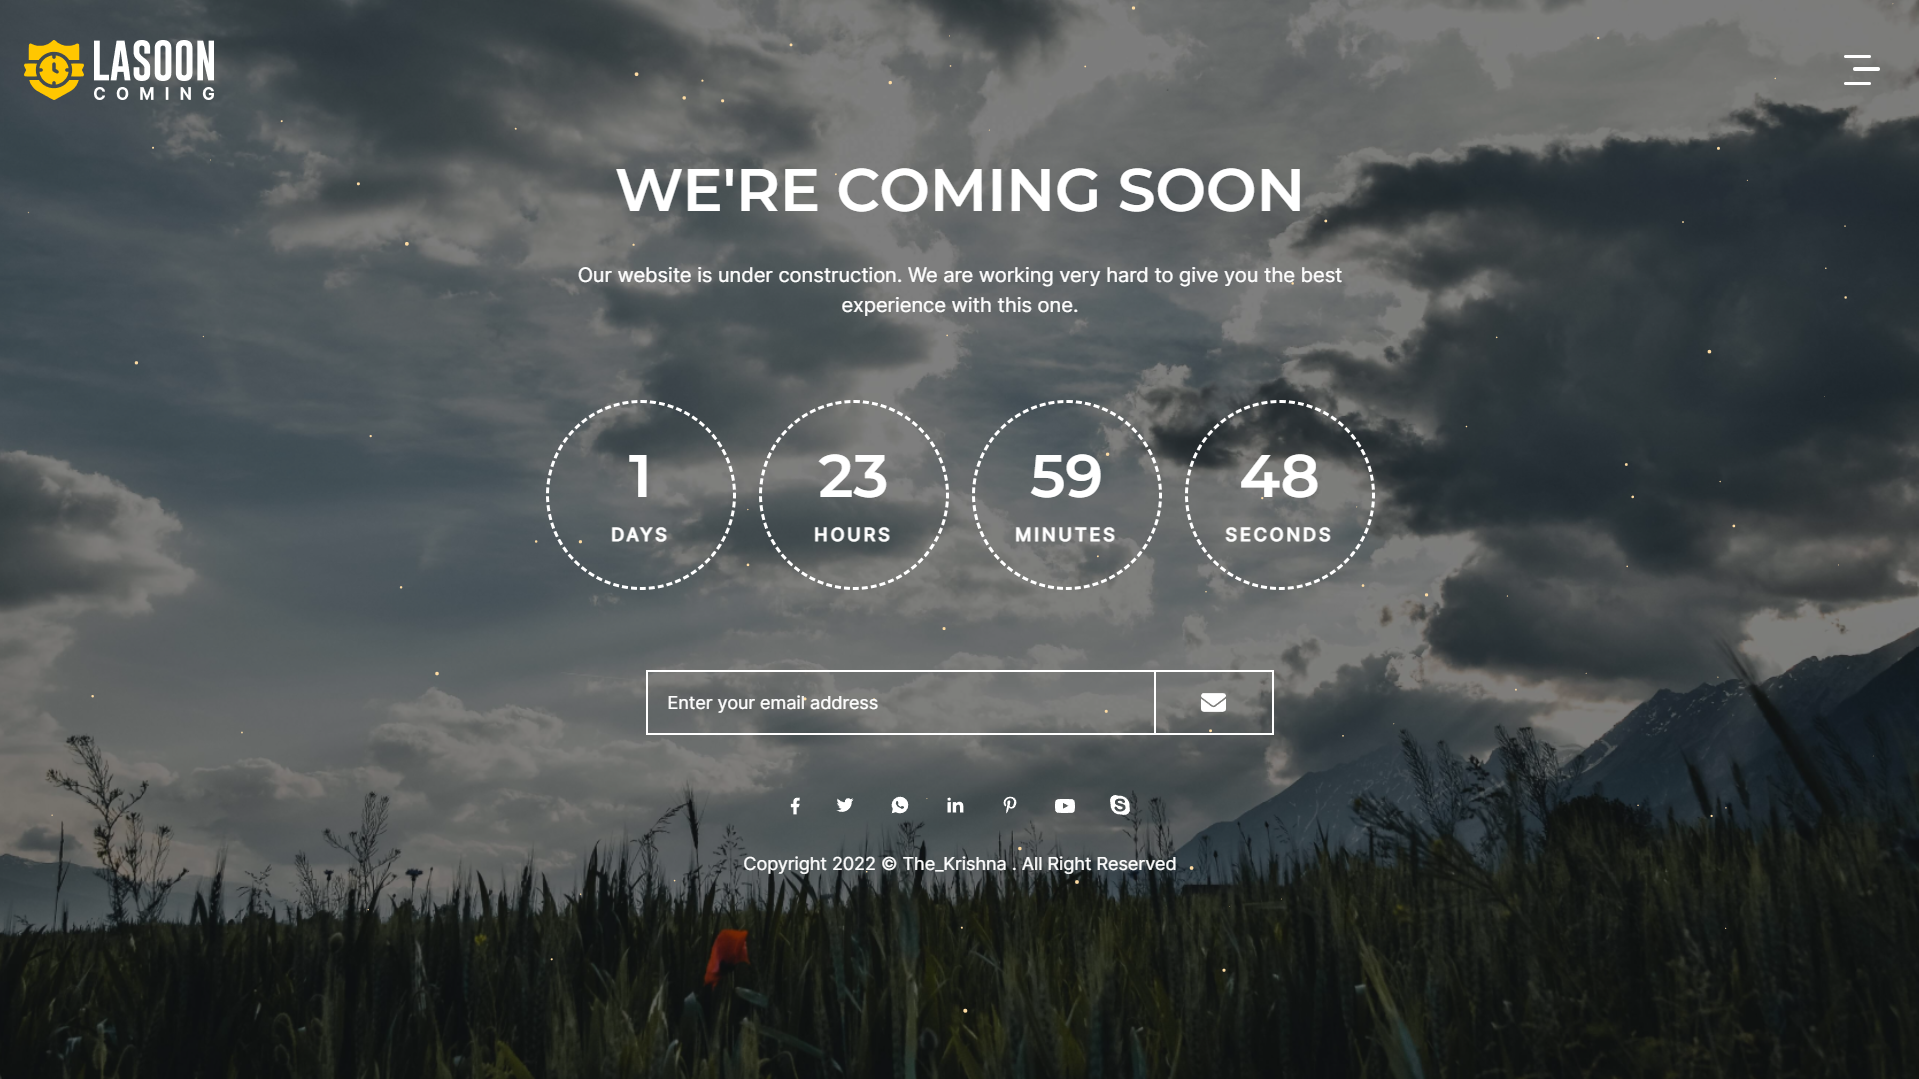 LASOON
COMING
WE'RE COMING SOON
Our website is under construction. We are working very hard to give you the best
experience with this one.
1
DAYS
23
HOURS
59
MINUTES
48
SECONDS
Enter your email address
Copyright 2022 © The_Krishna . All Right Reserved